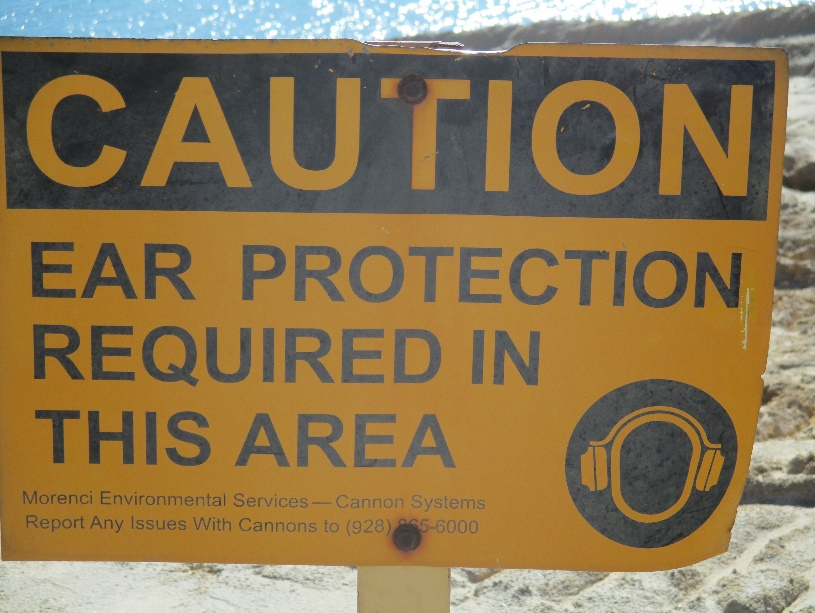 CAUTION
EAR PROTECTION
REQUIRED IN
THIS AREA
Morenci Environmental Services — Cannon Systems
Report Any Issues With Cannons to (928) 865-6000